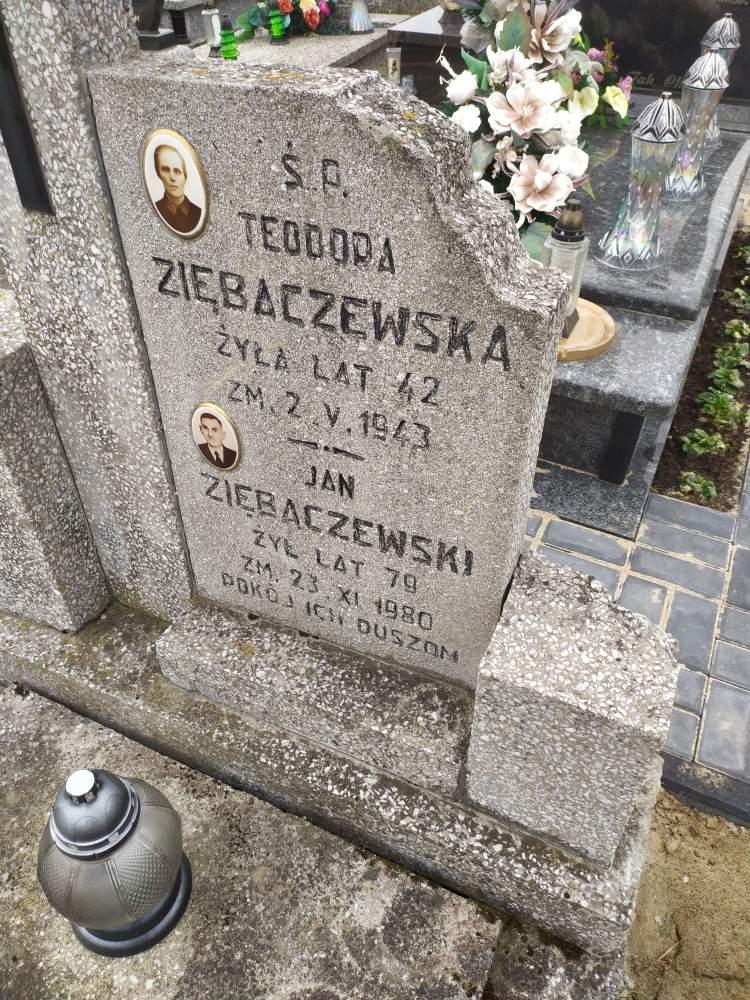 Ś.P.
TEODORA
ZIĘBACZEWSKA
ŻYŁA LAT 42
ZM. 2.V.1943
JAN
ZIĘBACZEWSKI
ŻYŁ LAT 79
ZM. 23.XI 1980
POKÓJ ICH DUSZOM
Tak